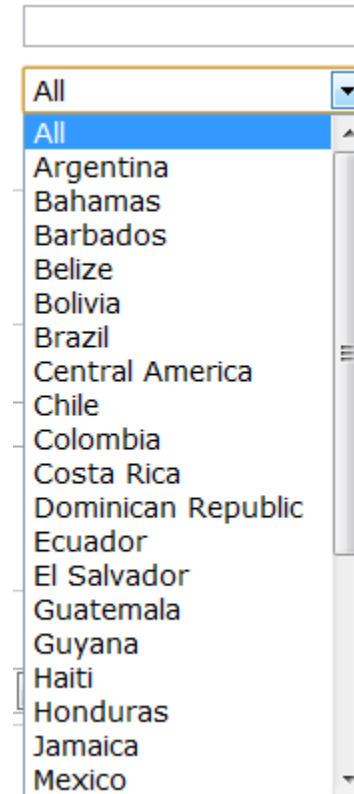 All
All
Argentina
Bahamas
Barbados
Belize
Bolivia
Brazil
Central America
Chile
Colombia
Costa Rica
Dominican Republic
Ecuador
El Salvador
Guatemala
Guyana
Haiti
Honduras
Jamaica
Mexico